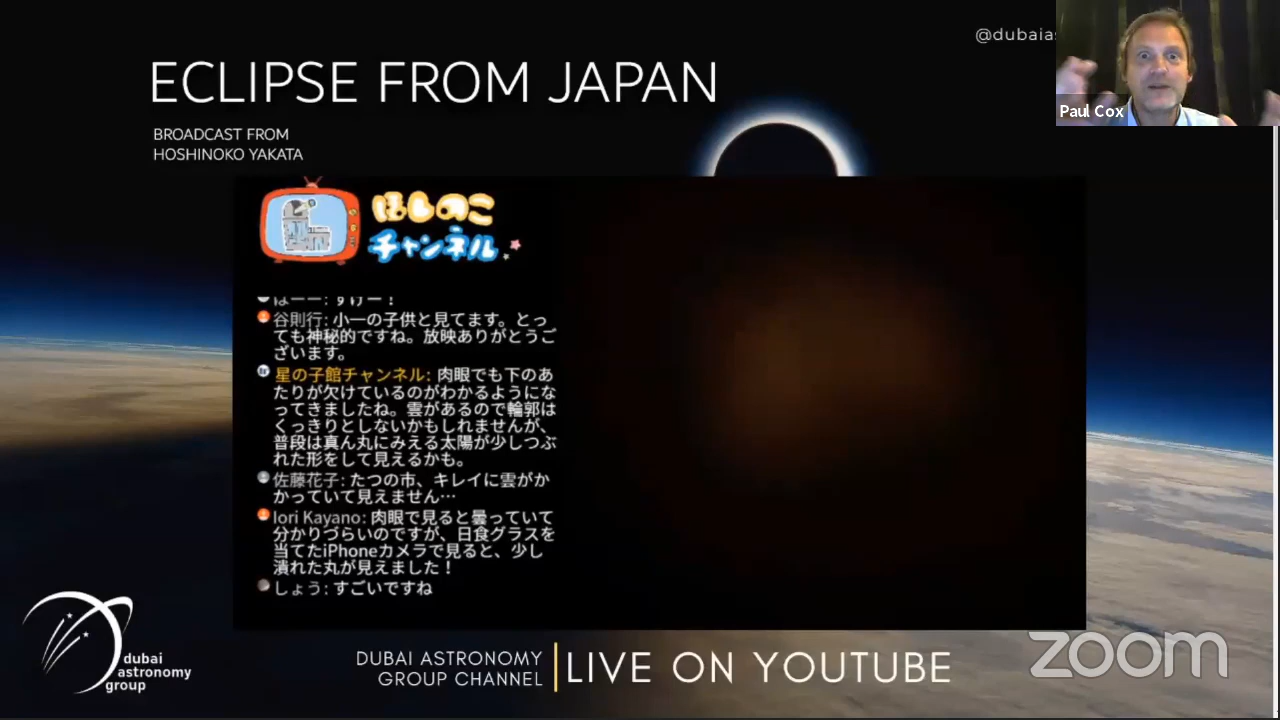 @dubaias
Paul Cox
ECLIPSE FROM JAPAN
BROADCAST FROM
HOSHINOKO YAKATA
ほしのこ
チャンネル
はーー: すげー！
谷則行: 小一の子供と見てます。とっ
ても神秘的ですね。放映ありがとうご
ざいます。
星の子館チャンネル: 肉眼でも下のあ
たりが欠けているのがわかるようにな
ってきましたね。雲があるので輪郭は
くっきりとしないかもしれませんが、
普段は真ん丸にみえる太陽が少しつぶ
れた形をして見えるかも。
佐藤花子: たつの市、キレイに雲がか
かっていて見えません…
Iori Kayano: 肉眼で見ると曇っていて
分かりづらいのですが、日食グラスを
当てたiPhoneカメラで見ると、少し
潰れた丸が見えました！
しょう: すごいですね
dubai
astronomy
group
DUBAI ASTRONOMY
GROUP CHANNEL
LIVE ON YOUTUBE
zoom